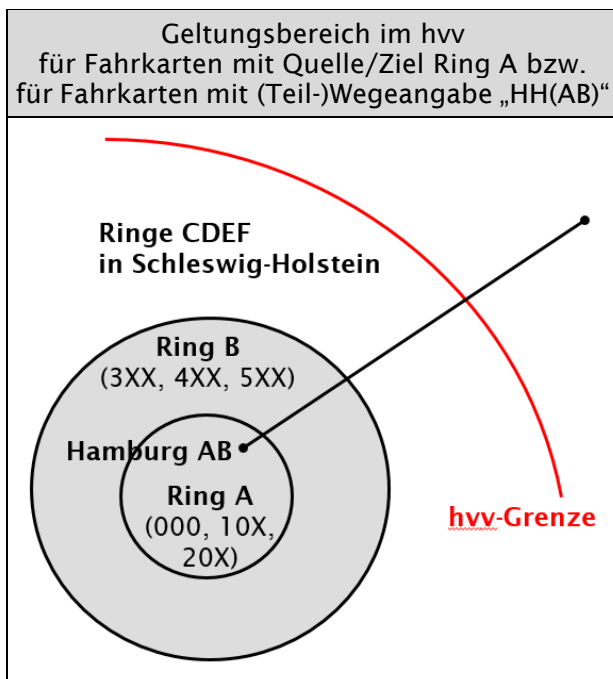 Geltungsbereich im hvv
für Fahrkarten mit Quelle/Ziel Ring A bzw.
für Fahrkarten mit (Teil-)Wegeangabe „HH(AB)“
Ringe CDEF
in Schleswig-Holstein
Ring B
(3XX, 4XX, 5XX)
Hamburg AB
Ring A
(000, 10X,
20X)
hvv-Grenze